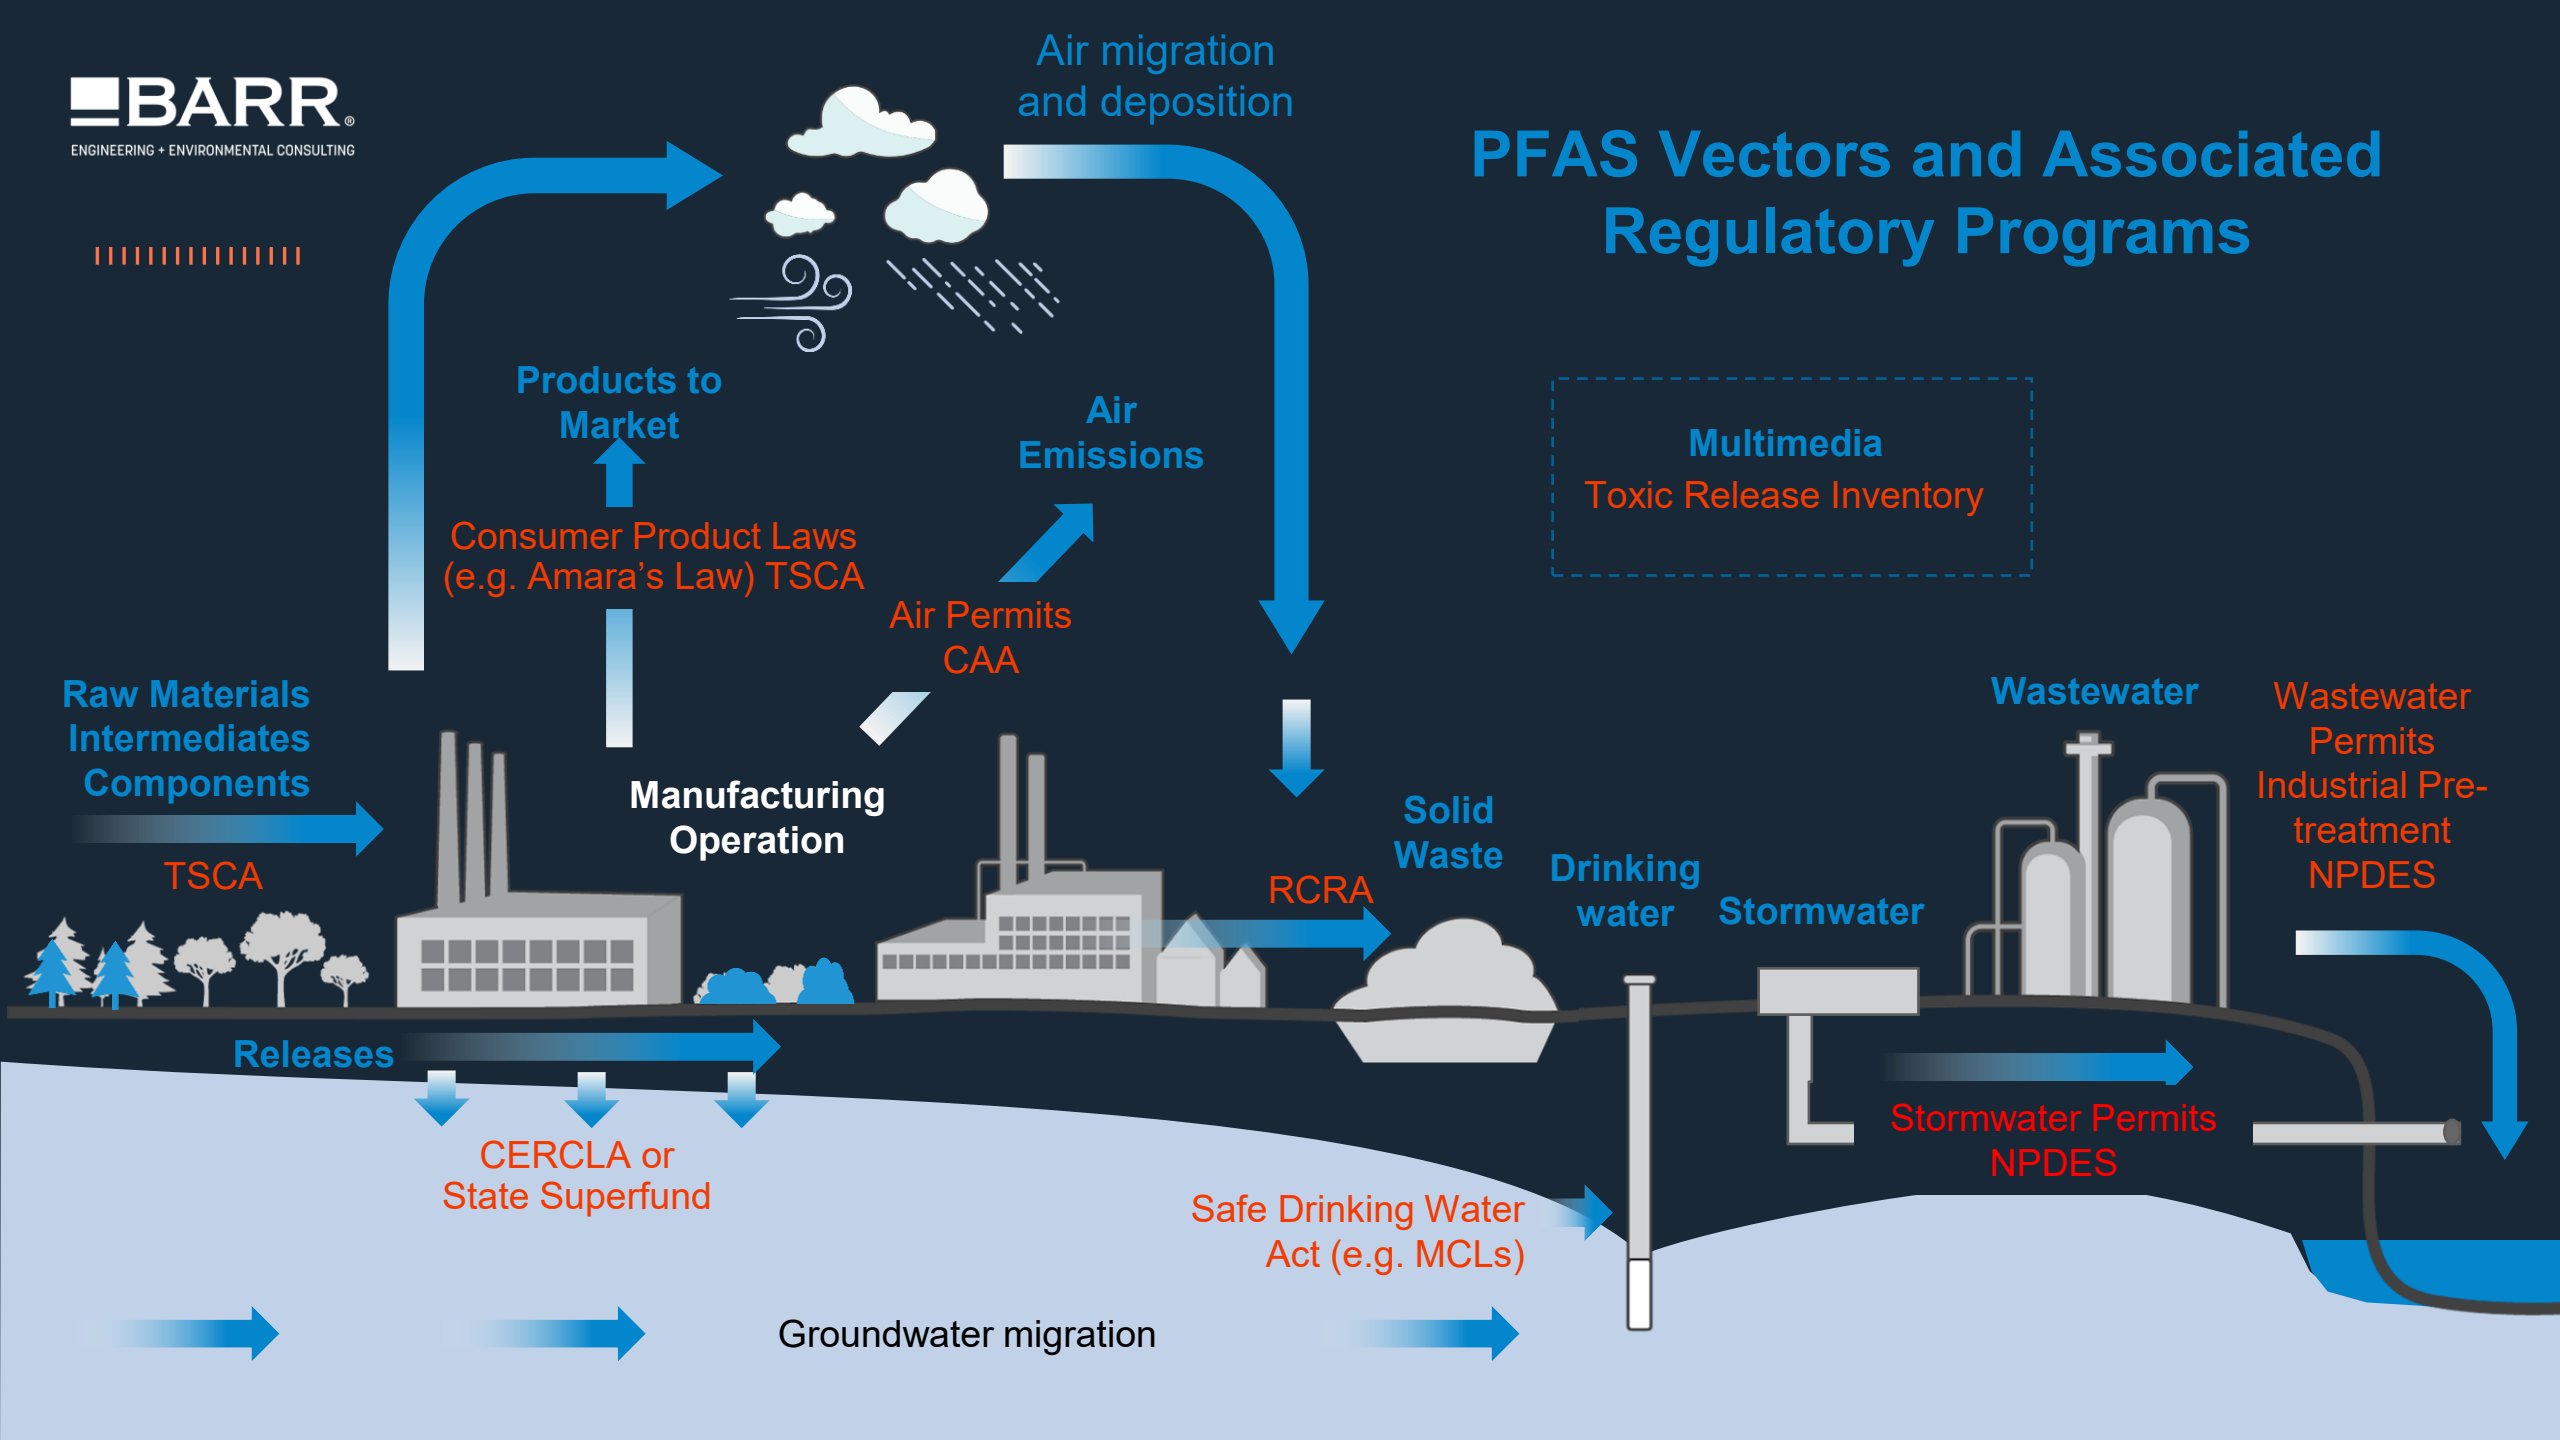 BARR®
ENGINEERING + ENVIRONMENTAL CONSULTING
Air migration
and deposition
PFAS Vectors and Associated
Regulatory Programs
Products to
Market
Air
Emissions
Multimedia
Toxic Release Inventory
Consumer Product Laws
(e.g. Amara’s Law) TSCA
Air Permits
CAA
Raw Materials
Intermediates
Components
TSCA
Manufacturing
Operation
RCRA
Solid
Waste
Drinking
water
Stormwater
Wastewater
Wastewater
Permits
Industrial Pre-
treatment
NPDES
Releases
CERCLA or
State Superfund
Safe Drinking Water
Act (e.g. MCLs)
Stormwater Permits
NPDES
Groundwater migration